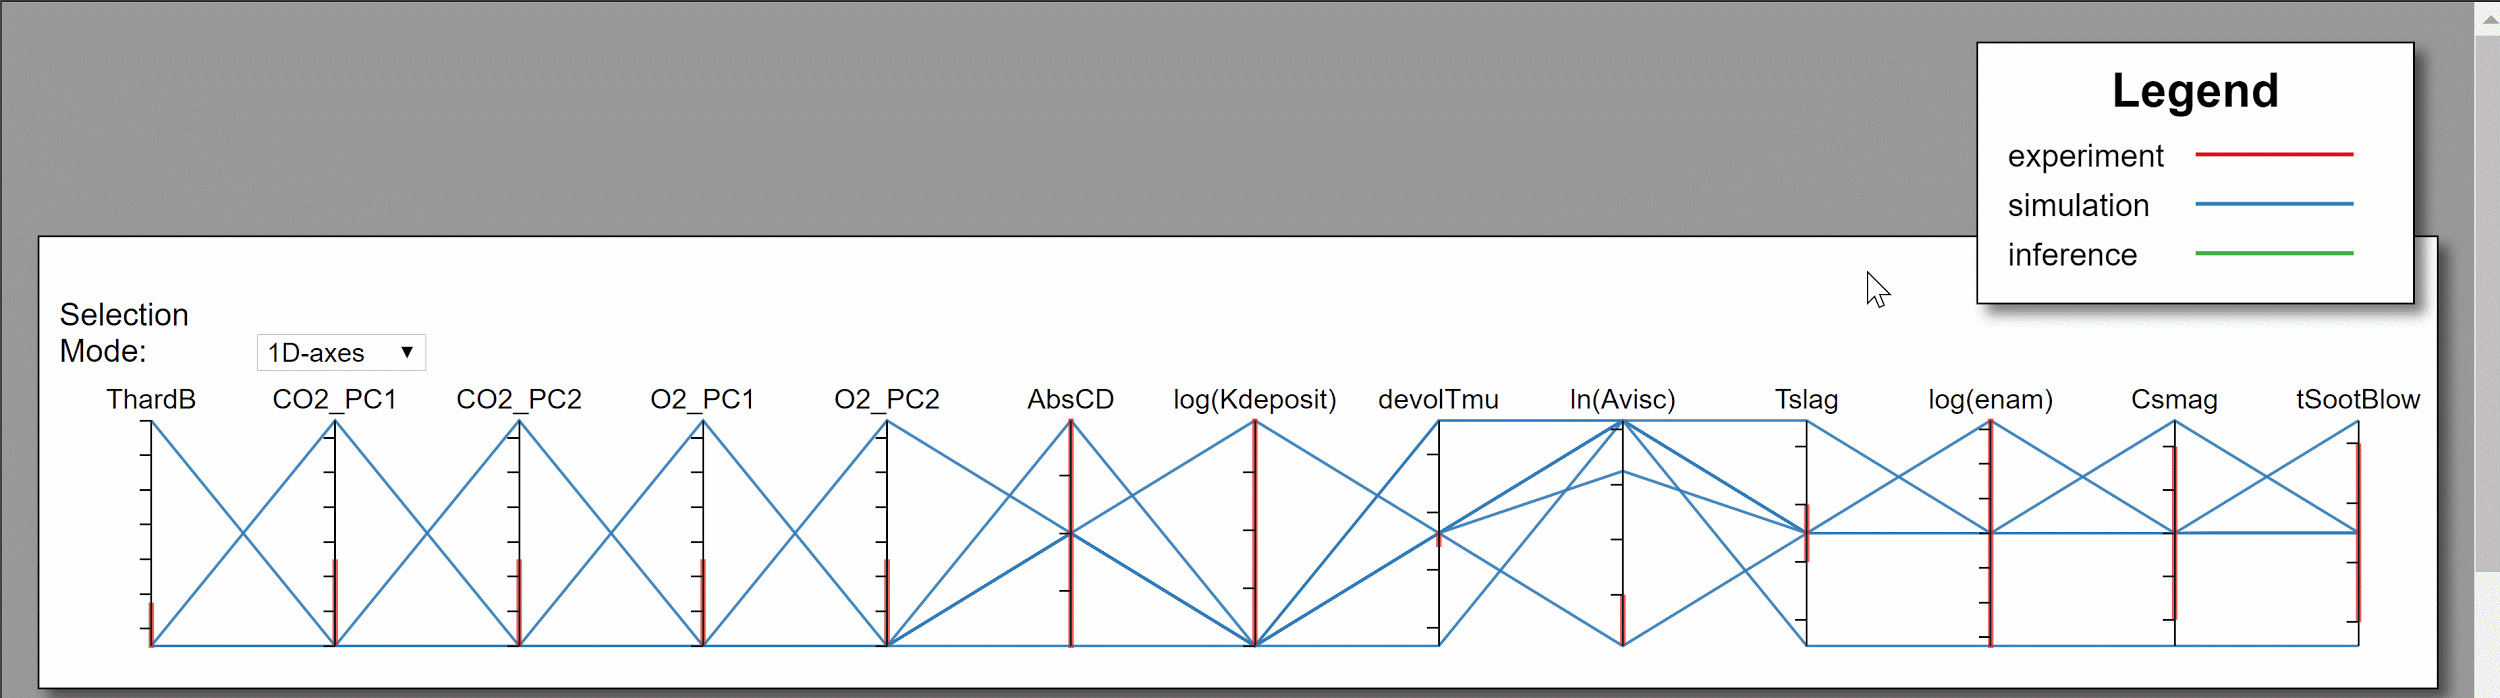 Legend
experiment
simulation
inference
Selection
Mode:
1D-axes ▼
ThardB CO2_PC1 CO2_PC2 O2_PC1 O2_PC2 AbsCD log(Kdeposit) devolTmu ln(Avisc) Tslag log(enam) Csmag tSootBlow